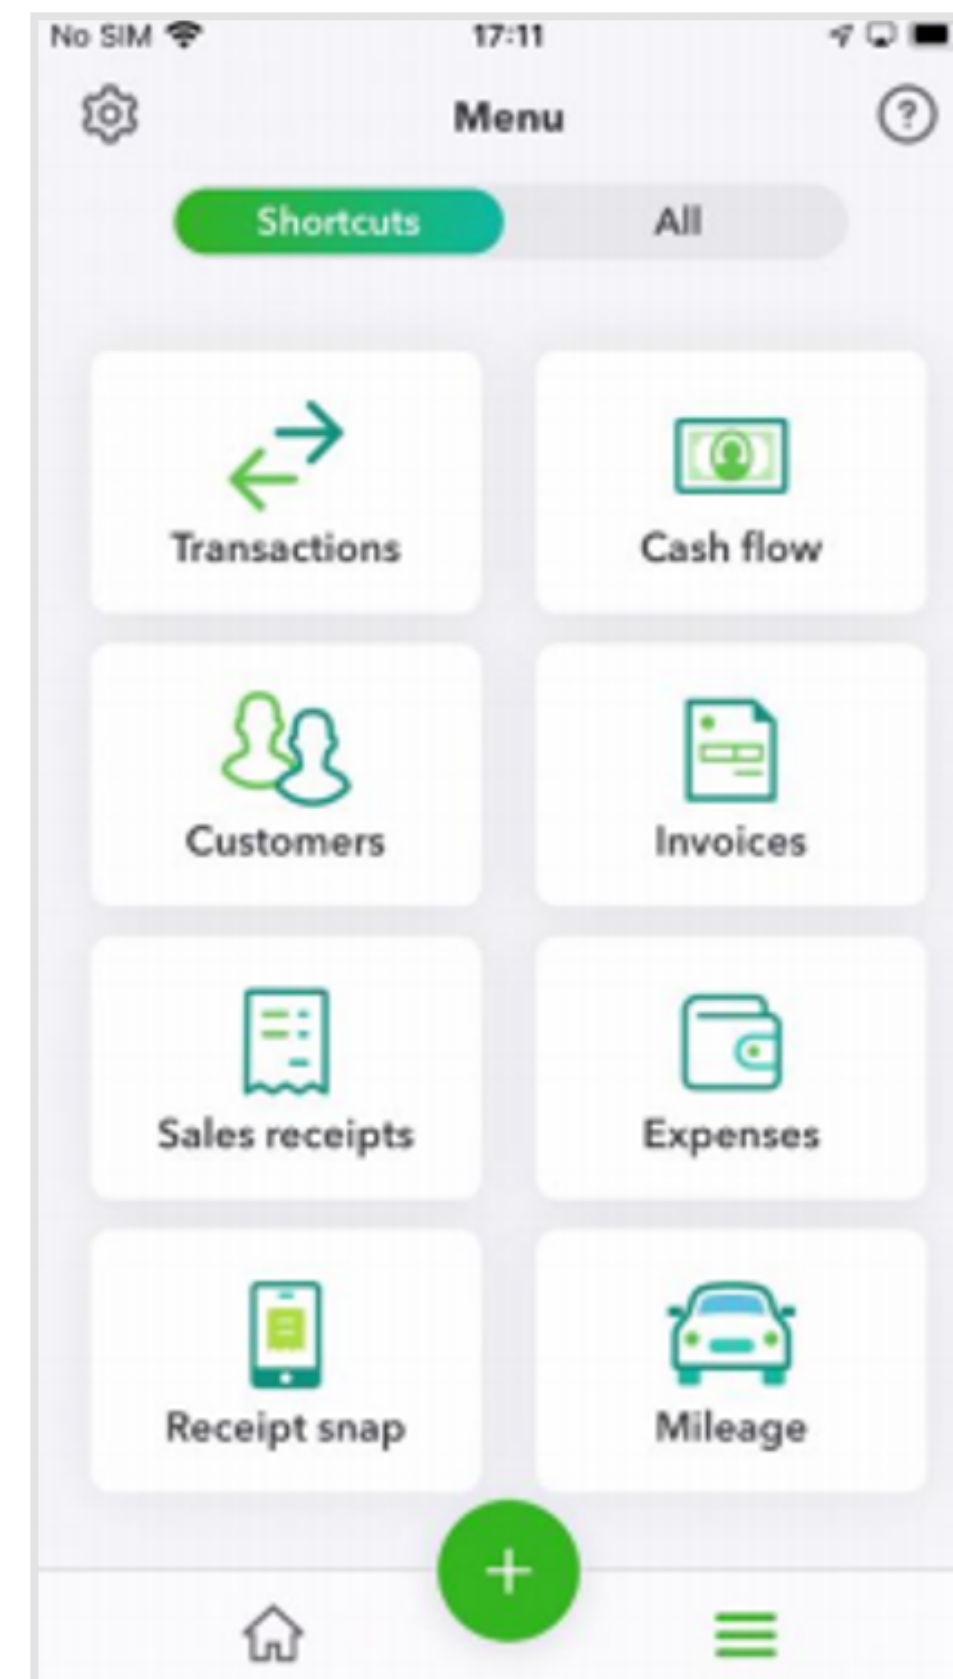 No SIM 17:11
Menu
?
Shortcuts All
Transactions Cash flow
Customers Invoices
Sales receipts Expenses
Receipt snap Mileage
+